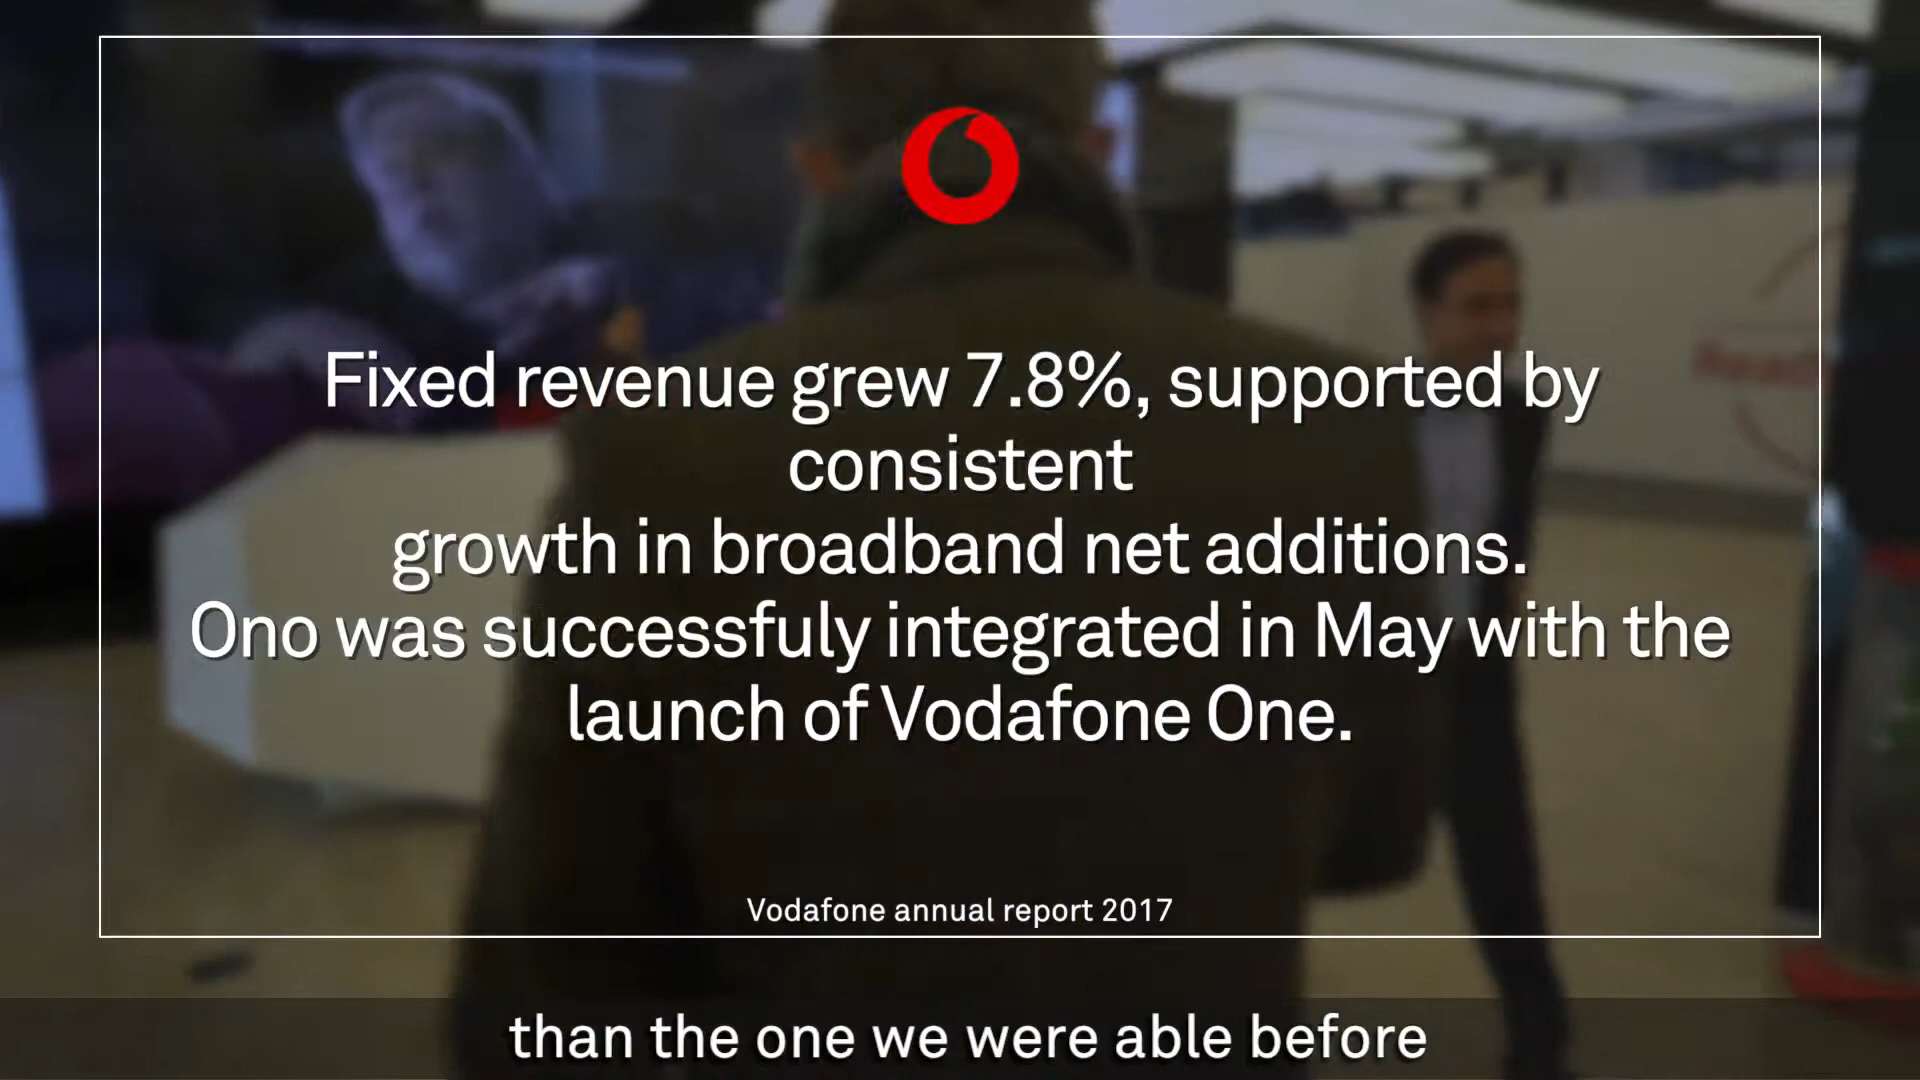 Fixed revenue grew 7.8%, supported by
consistent
growth in broadband net additions.
Ono was successfuly integrated in May with the
launch of Vodafone One.
Vodafone annual report 2017
than the one we were able before